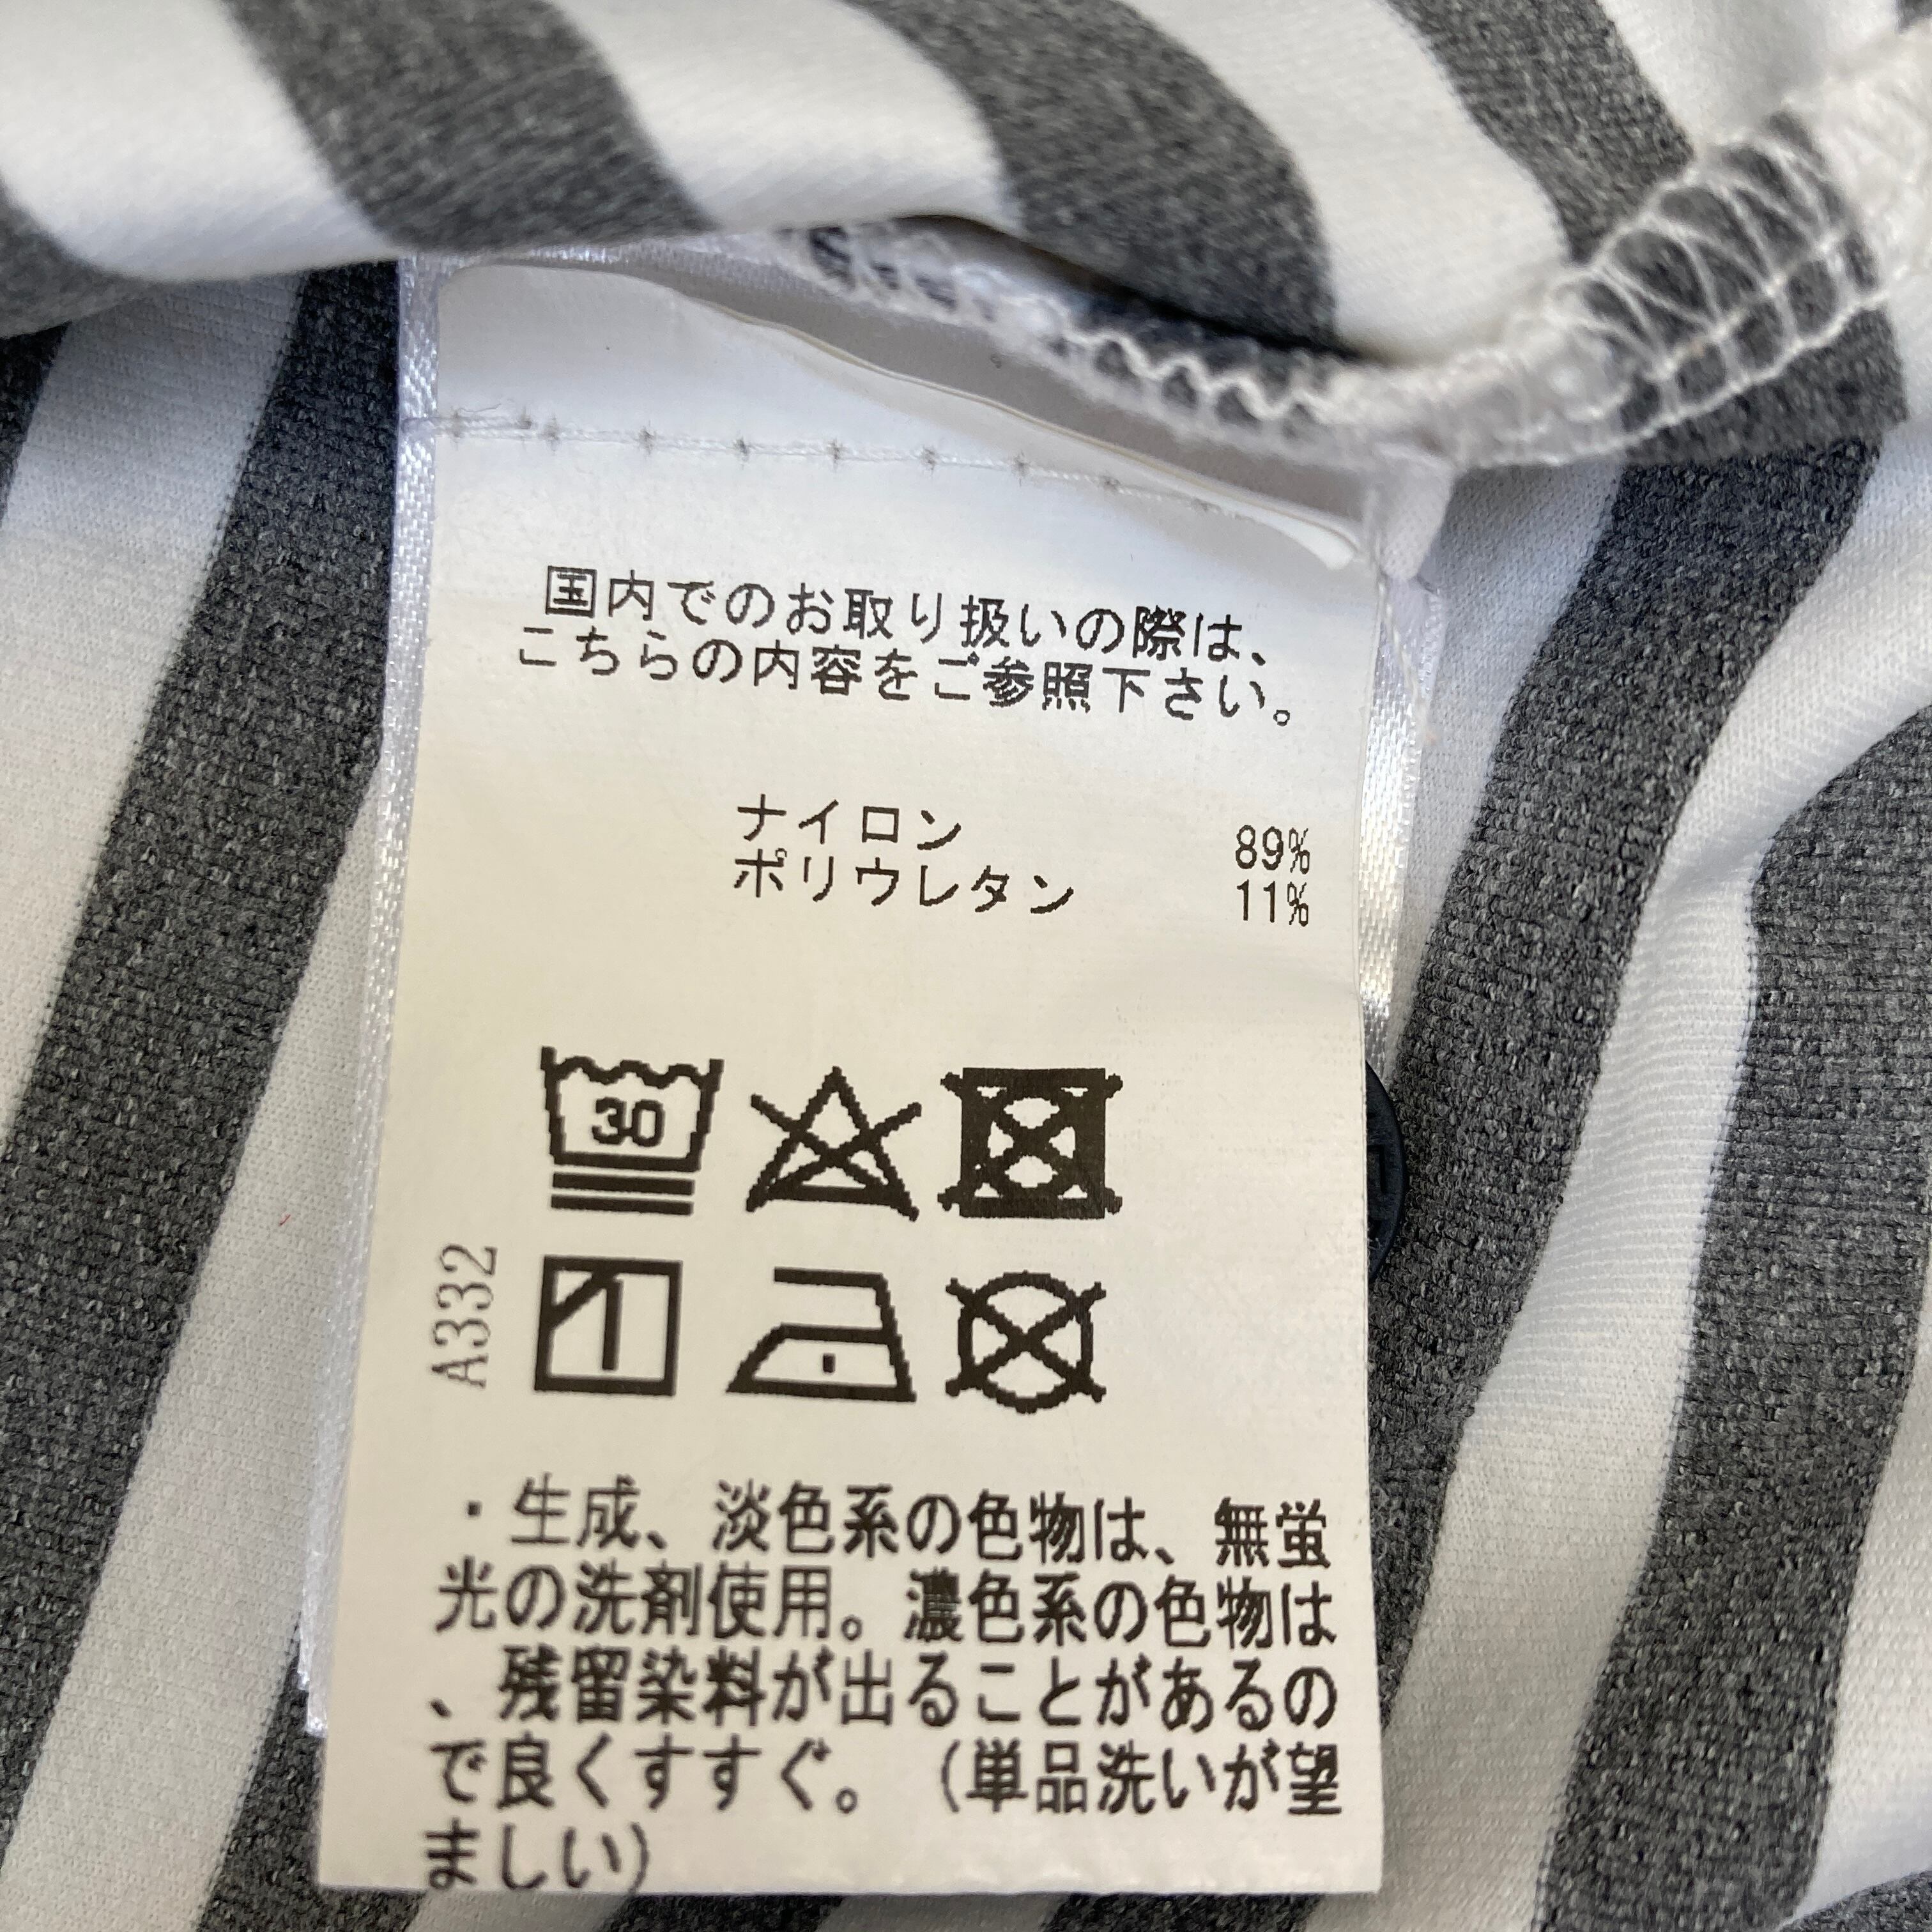 国内でのお取り扱いの際は、
こちらの内容をご参照下さい。
ナイロン 89%
ポリウレタン 11%
30
A332
・生成、淡色系の色物は、無蛍
光の洗剤使用。濃色系の色物は
、残留染料が出ることがあるの
で良くすすぐ。（単品洗いが望
ましい）